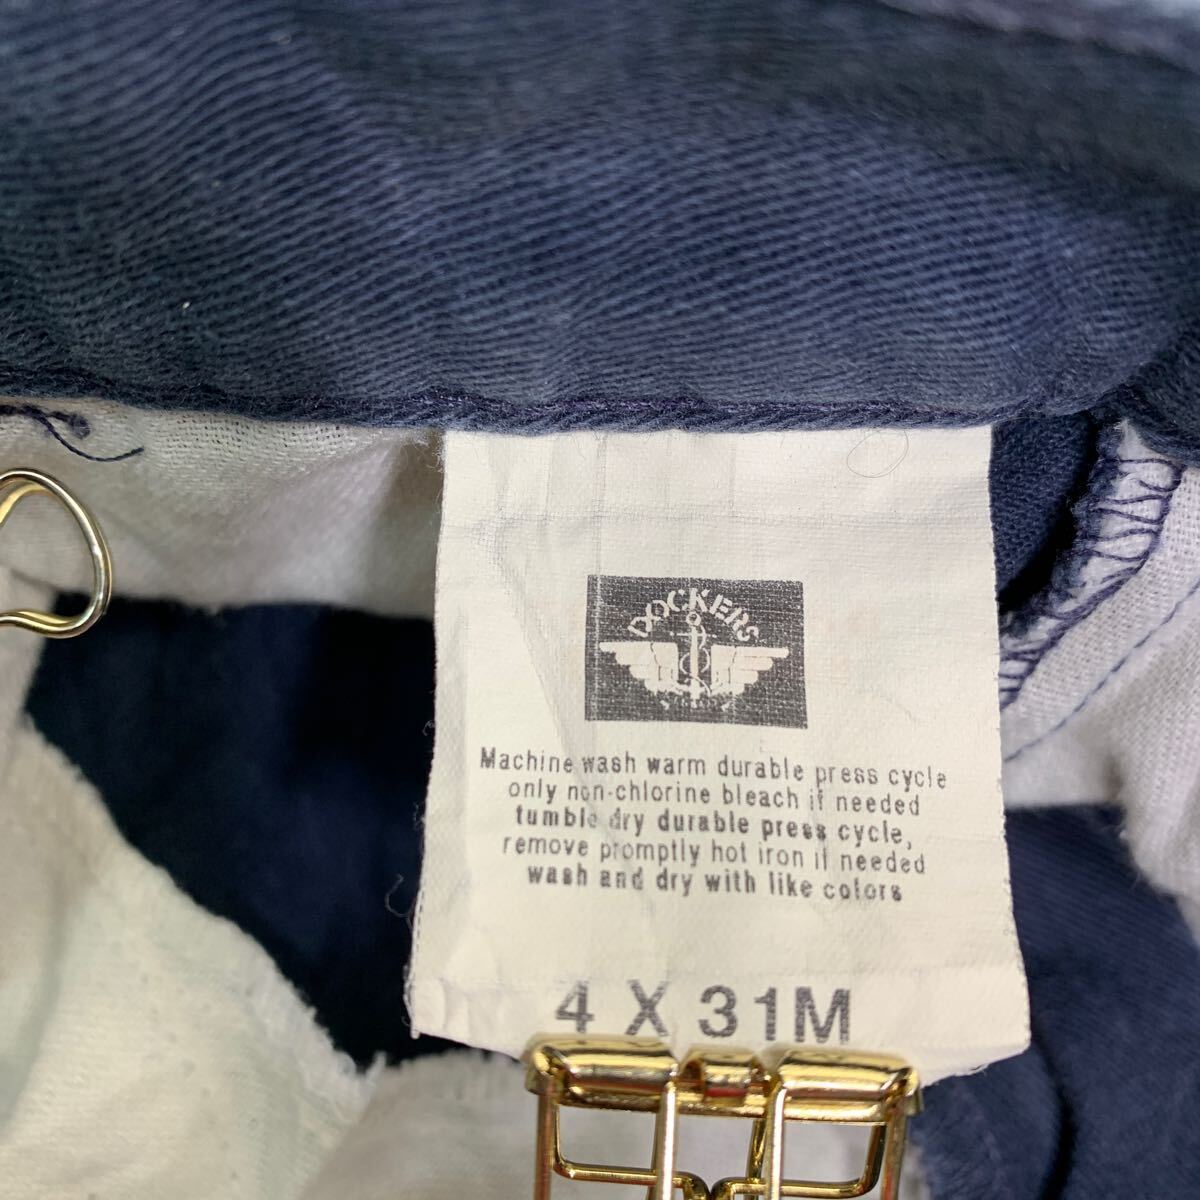 DOCKERS
Machine wash warm durable press cycle
only non-chlorine bleach if needed
tumble dry durable press cycle,
remove promptly hot iron if needed
wash and dry with like colors
4 X 31M